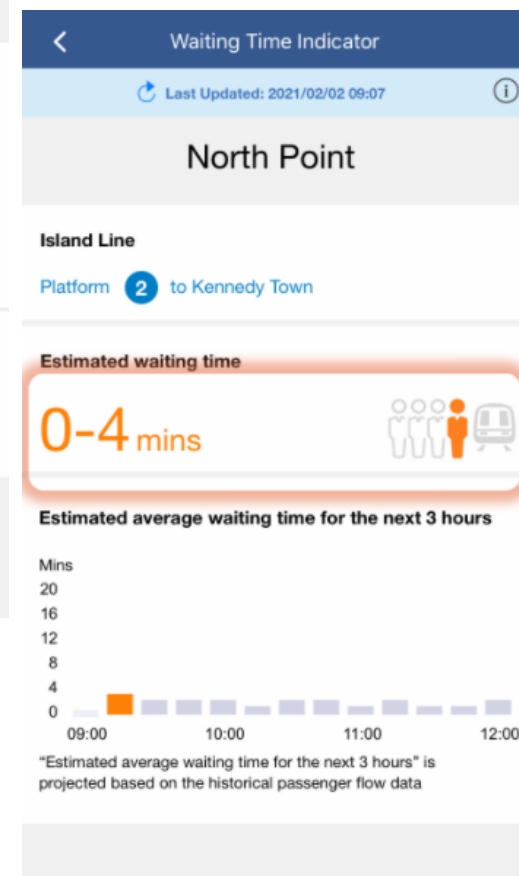 Waiting Time Indicator
Last Updated: 2021/02/02 09:07
North Point
Island Line
Platform 2 to Kennedy Town
Estimated waiting time
0-4 mins
Estimated average waiting time for the next 3 hours
Mins
20
16
12
8
4
0
09:00 10:00 11:00 12:00
"Estimated average waiting time for the next 3 hours" is
projected based on the historical passenger flow data